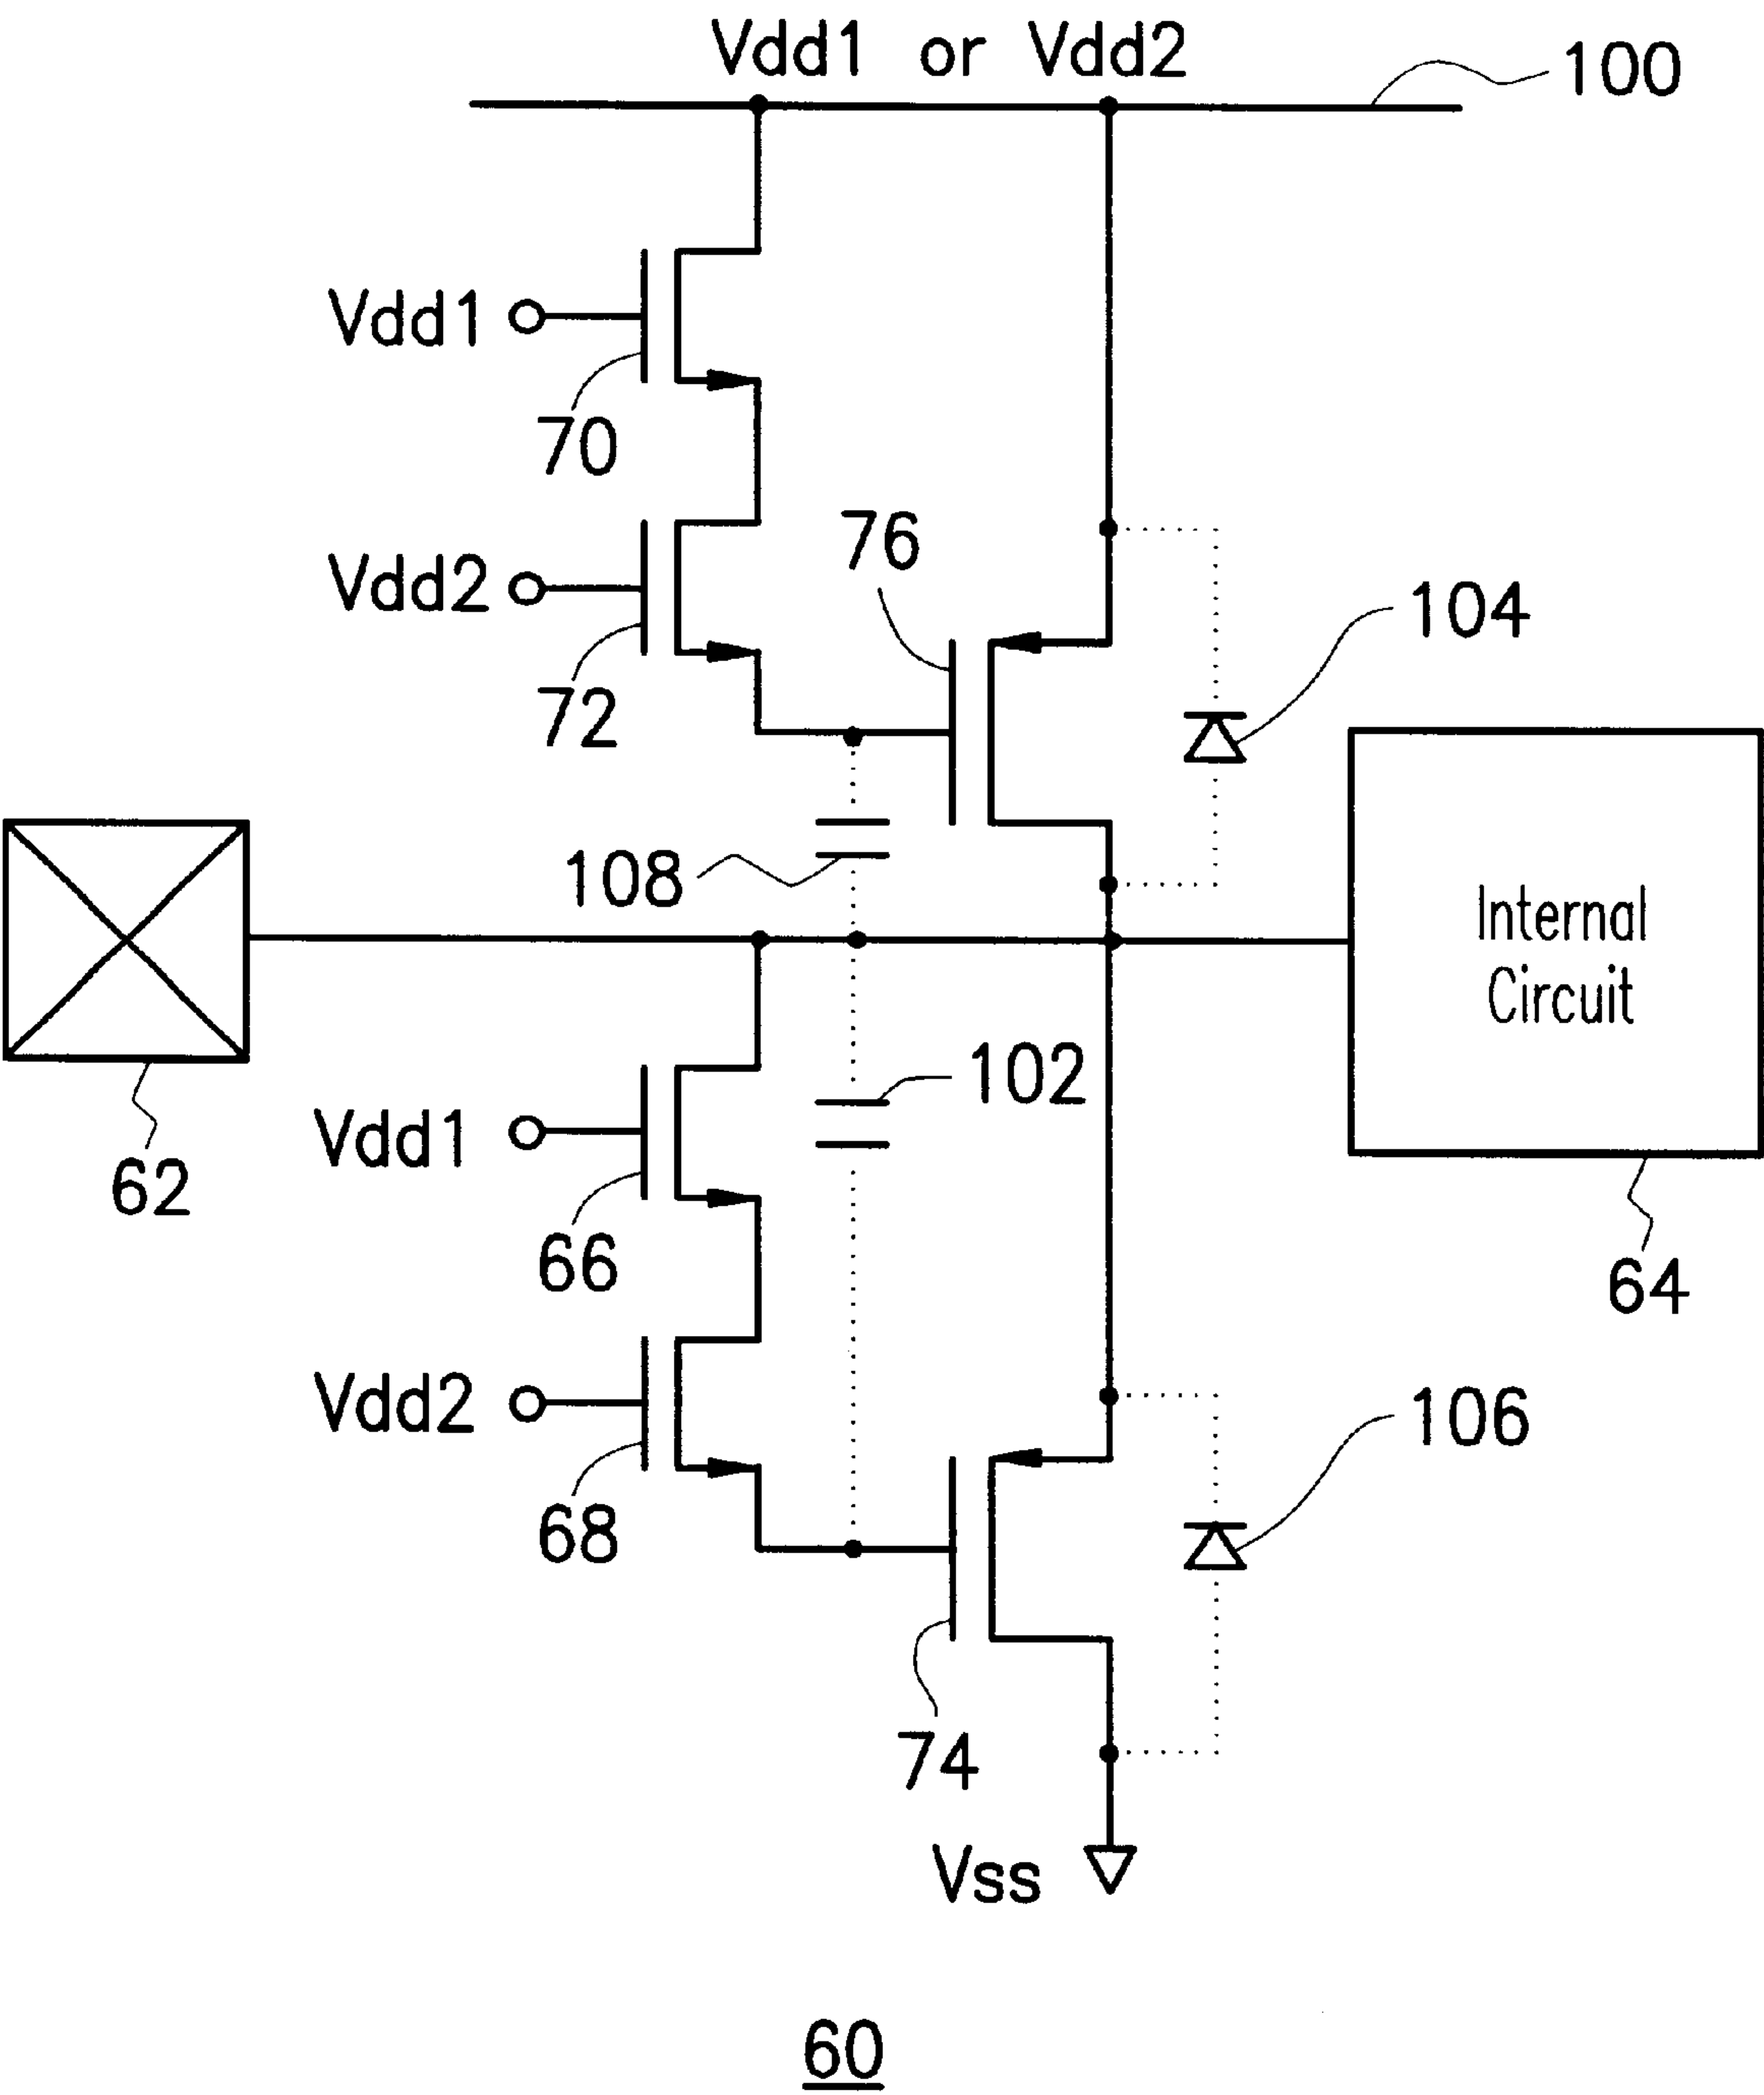 Vdd1 or Vdd2
100
Vdd1
70
76
Vdd2
104
72
108
Internal
Circuit
102
Vdd1
62
66
64
Vdd2
106
68
74
Vss
60